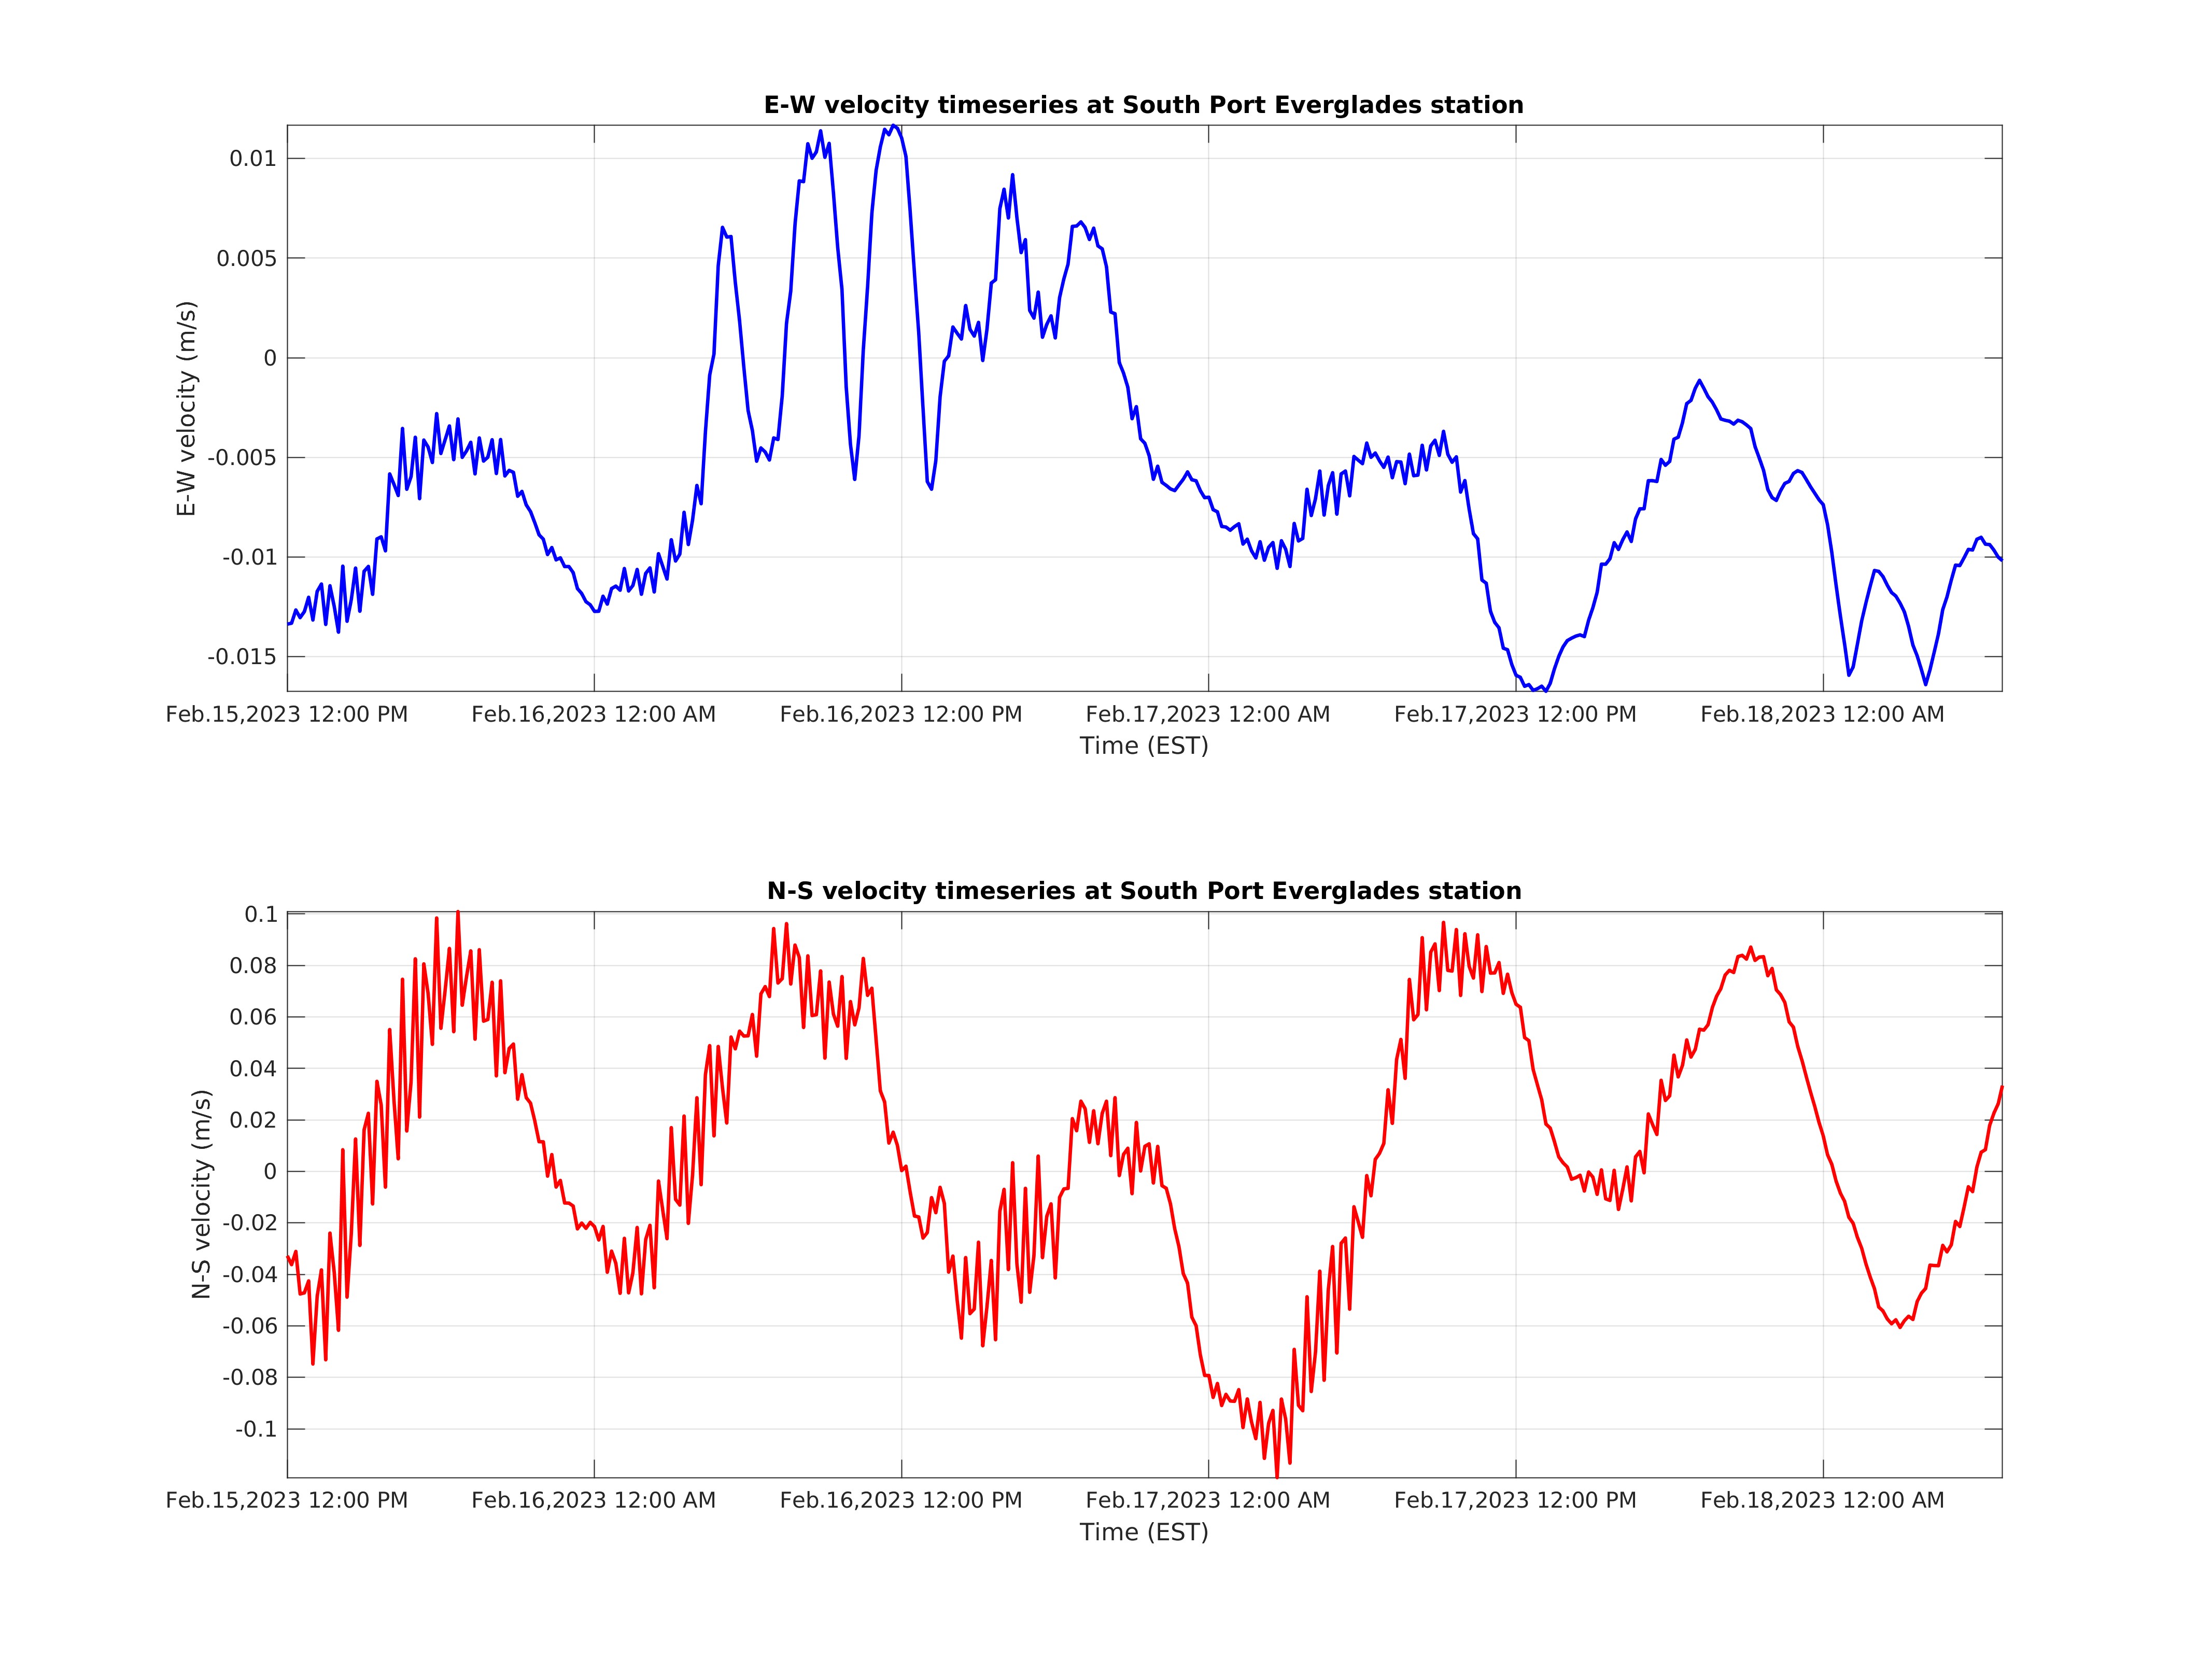 E-W velocity timeseries at South Port Everglades station
0.01
0.005
0
-0.005
-0.01
-0.015
E-W velocity (m/s)
Feb.15,2023 12:00 PM Feb.16,2023 12:00 AM Feb.16,2023 12:00 PM Feb.17,2023 12:00 AM Feb.17,2023 12:00 PM Feb.18,2023 12:00 AM
Time (EST)
N-S velocity timeseries at South Port Everglades station
0.1
0.08
0.06
0.04
0.02
0
-0.02
-0.04
-0.06
-0.08
-0.1
N-S velocity (m/s)
Feb.15,2023 12:00 PM Feb.16,2023 12:00 AM Feb.16,2023 12:00 PM Feb.17,2023 12:00 AM Feb.17,2023 12:00 PM Feb.18,2023 12:00 AM
Time (EST)